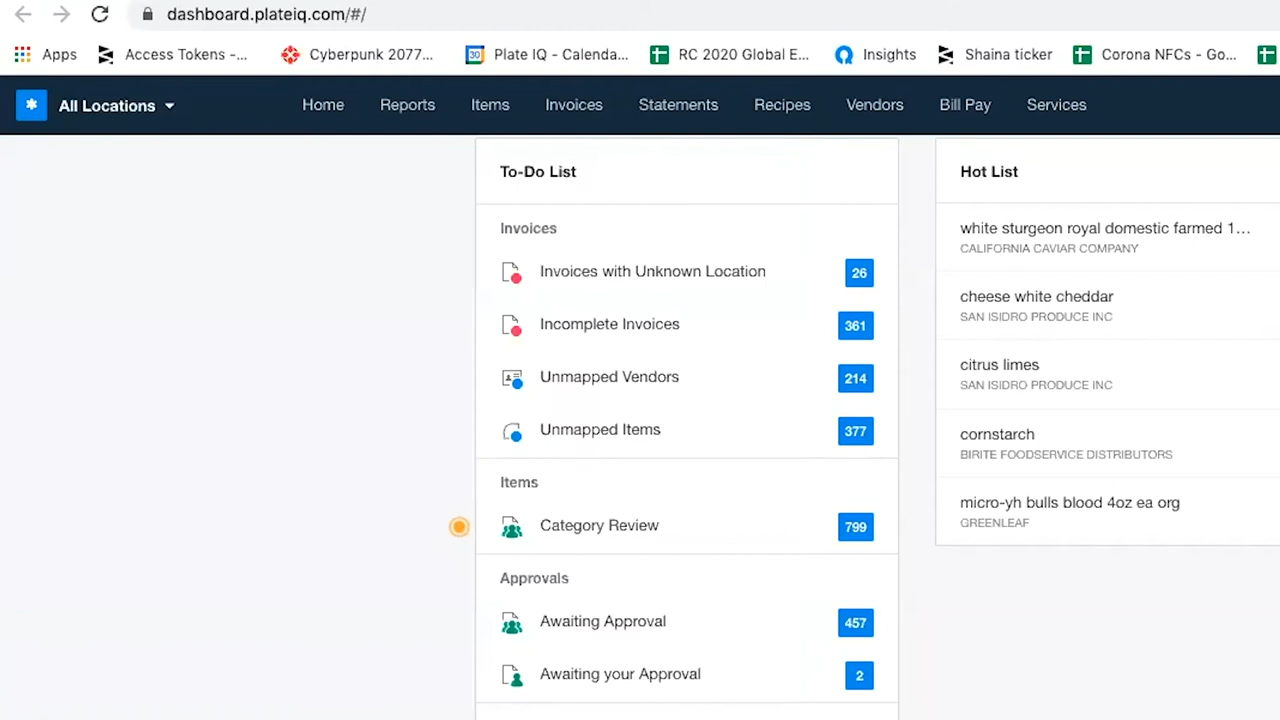 dashboard.plateiq.com/#/
Apps Access Tokens -... Cyberpunk 2077... 30 Plate IQ - Calenda... RC 2020 Global E... Insights Shaina ticker Corona NFCs - Go...
* All Locations Home Reports Items Invoices Statements Recipes Vendors Bill Pay Services
To-Do List
Invoices
Invoices with Unknown Location 26
Incomplete Invoices 361
Unmapped Vendors 214
Unmapped Items 377
Items
Category Review 799
Approvals
Awaiting Approval 457
Awaiting your Approval 2
Hot List
white sturgeon royal domestic farmed 1...
CALIFORNIA CAVIAR COMPANY
cheese white cheddar
SAN ISIDRO PRODUCE INC
citrus limes
SAN ISIDRO PRODUCE INC
cornstarch
BIRITE FOODSERVICE DISTRIBUTORS
micro-yh bulls blood 4oz ea org
GREENLEAF